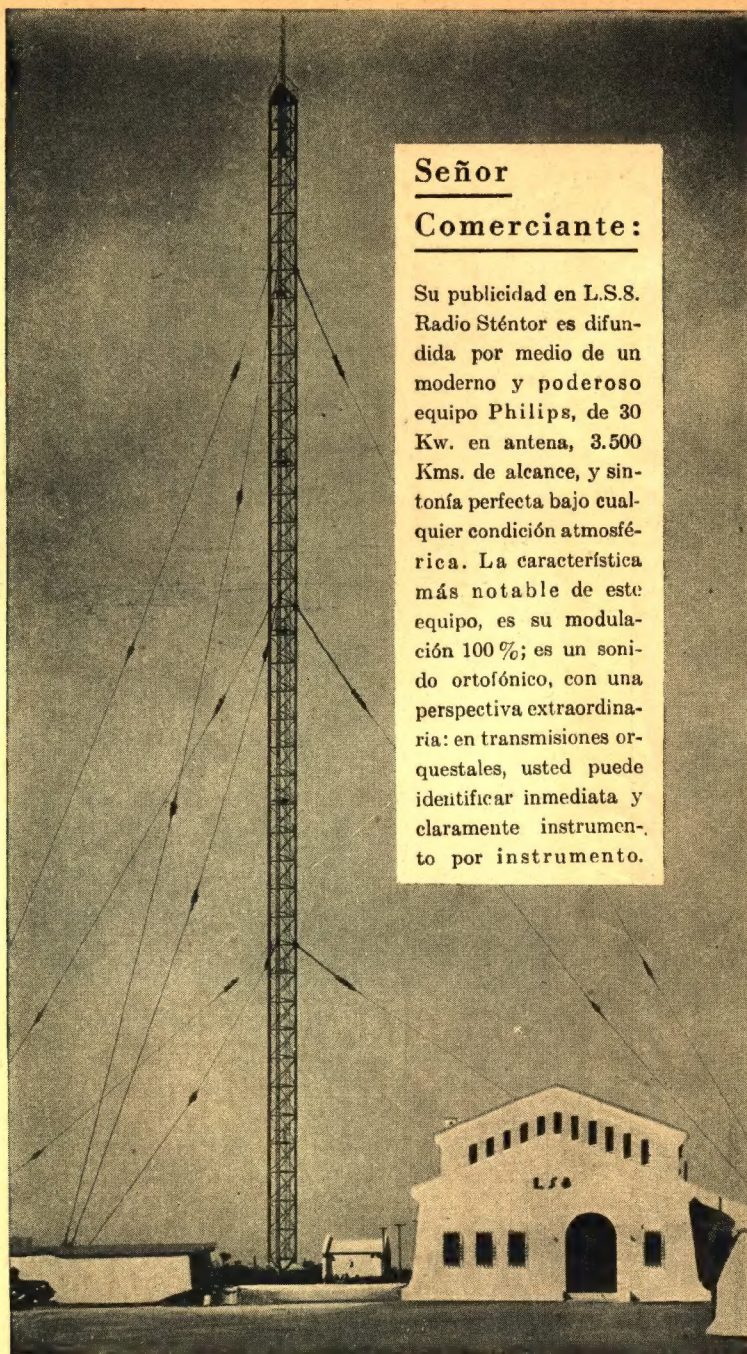 Señor
Comerciante:
Su publicidad en L.S.8.
Radio Sténtor es difun-
dida por medio de un
moderno y poderoso
equipo Philips, de 30
Kw. en antena, 3.500
Kms. de alcance, y sin-
tonía perfecta bajo cual-
quier condición atmosfé-
rica. La característica
más notable de este
equipo, es su modula-
ción 100 %; es un soni-
do ortofónico, con una
perspectiva extraordina-
ria: en transmisiones or-
questales, usted puede
identificar inmediata y
claramente instrumen-
to por instrumento.
LS8